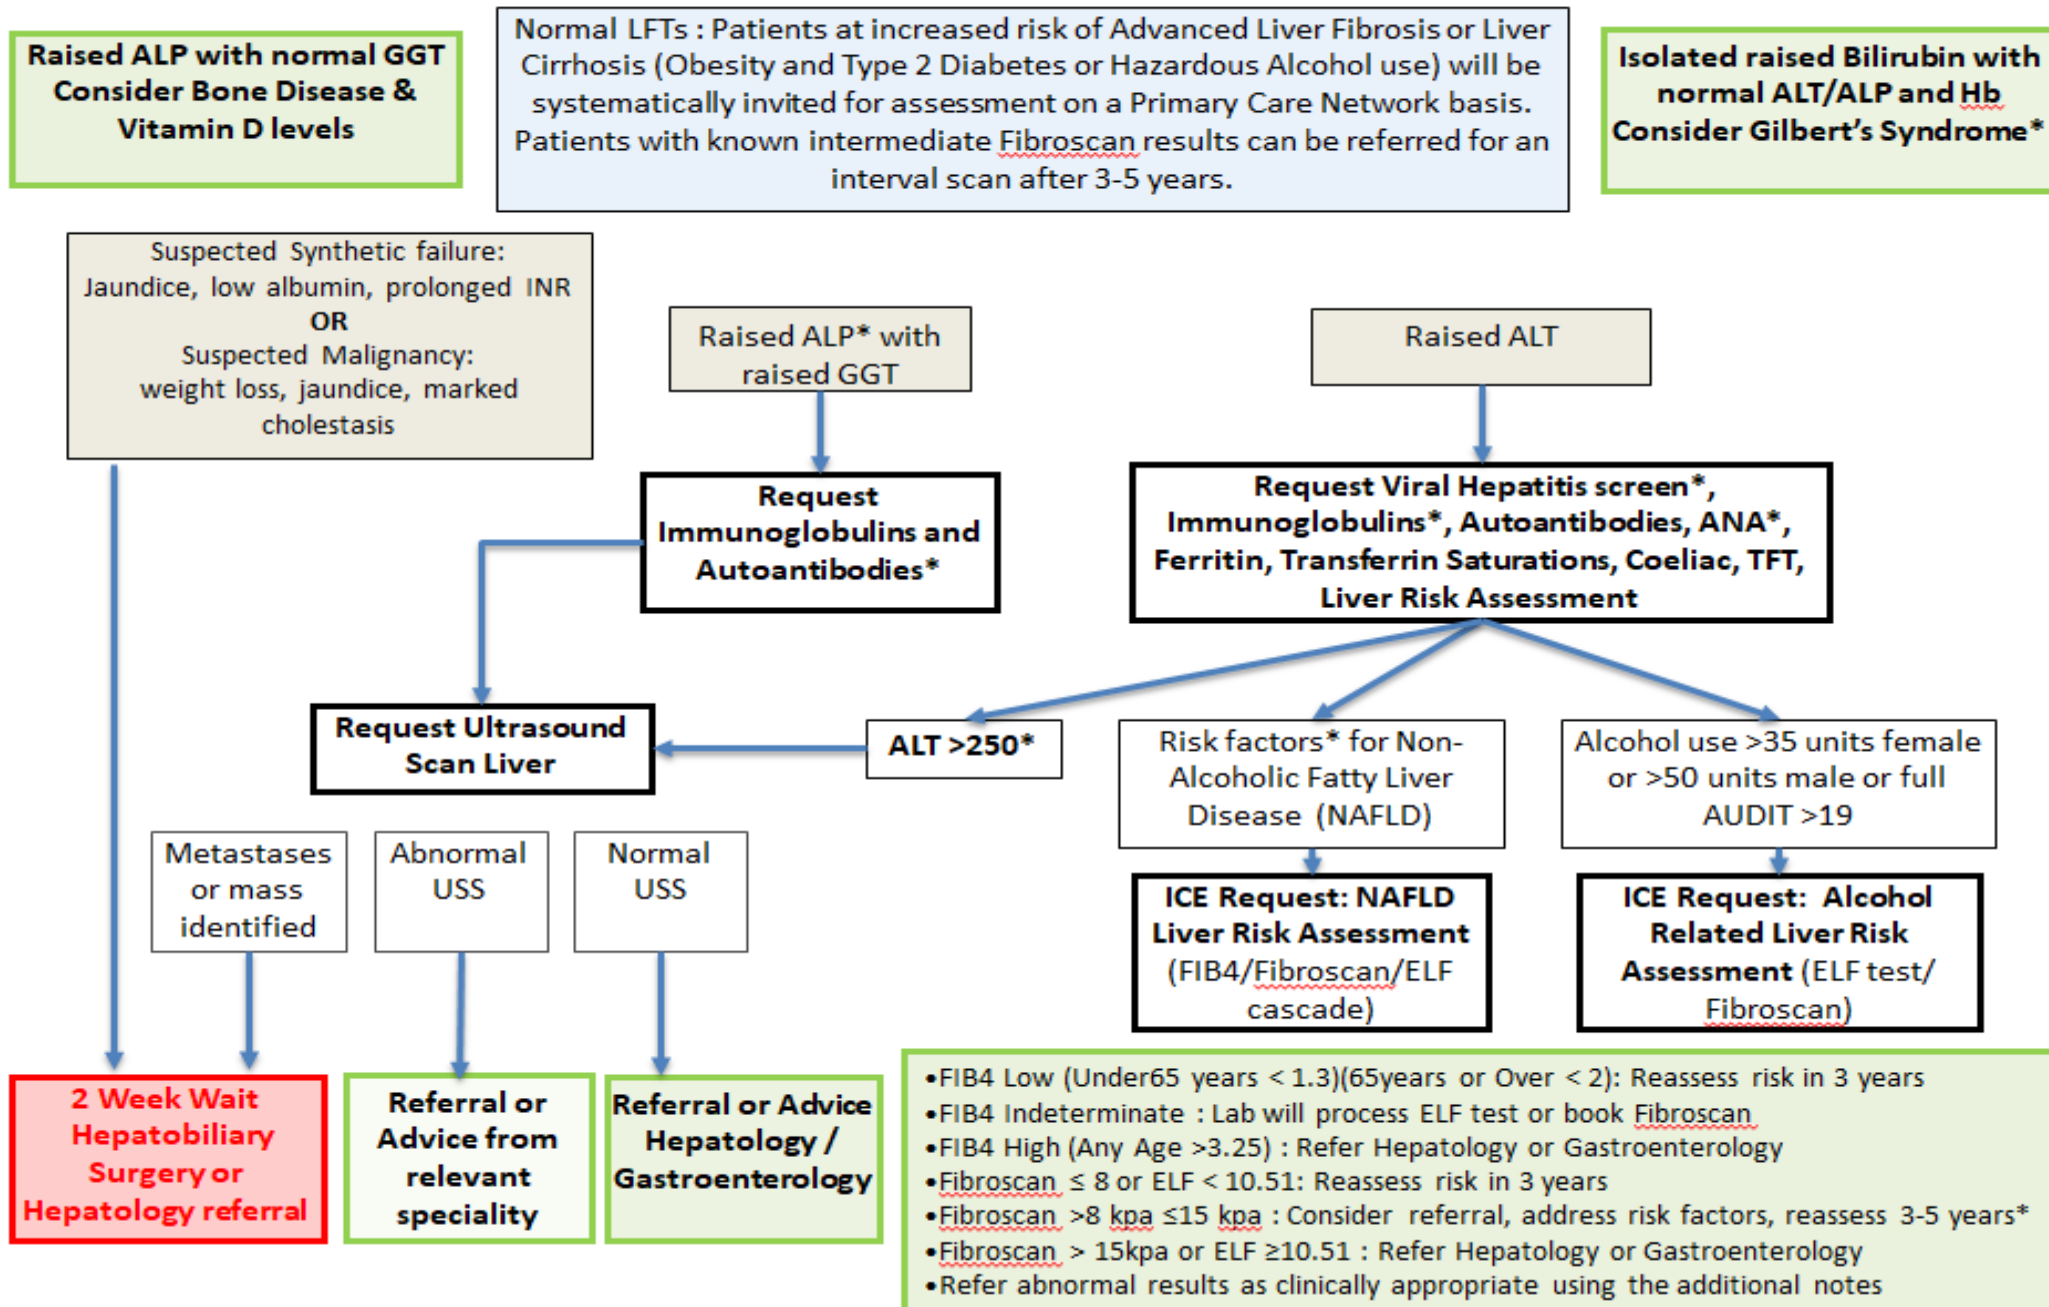 Raised ALP with normal GGT
Consider Bone Disease &
Vitamin D levels
Normal LFTs : Patients at increased risk of Advanced Liver Fibrosis or Liver
Cirrhosis (Obesity and Type 2 Diabetes or Hazardous Alcohol use) will be
systematically invited for assessment on a Primary Care Network basis.
Patients with known intermediate Fibroscan results can be referred for an
interval scan after 3-5 years.
Isolated raised Bilirubin with
normal ALT/ALP and Hb
Consider Gilbert's Syndrome*
Suspected Synthetic failure:
Jaundice, low albumin, prolonged INR
OR
Suspected Malignancy:
weight loss, jaundice, marked
cholestasis
Raised ALP* with
raised GGT
Raised ALT
Request
Immunoglobulins and
Autoantibodies*
Request Viral Hepatitis screen*,
Immunoglobulins*, Autoantibodies, ANA*,
Ferritin, Transferrin Saturations, Coeliac, TFT,
Liver Risk Assessment
Request Ultrasound
Scan Liver
ALT >250*
Risk factors* for Non-
Alcoholic Fatty Liver
Disease (NAFLD)
Alcohol use >35 units female
or >50 units male or full
AUDIT >19
Metastases
or mass
identified
Abnormal
USS
Normal
USS
ICE Request: NAFLD
Liver Risk Assessment
(FIB4/Fibroscan/ELF
cascade)
ICE Request: Alcohol
Related Liver Risk
Assessment (ELF test/
Fibroscan)
2 Week Wait
Hepatobiliary
Surgery or
Hepatology referral
Referral or
Advice from
relevant
speciality
Referral or Advice
Hepatology /
Gastroenterology
•FIB4 Low (Under65 years < 1.3)(65years or Over < 2): Reassess risk in 3 years
•FIB4 Indeterminate : Lab will process ELF test or book Fibroscan
•FIB4 High (Any Age >3.25) : Refer Hepatology or Gastroenterology
•Fibroscan ≤ 8 or ELF < 10.51: Reassess risk in 3 years
•Fibroscan >8 kpa ≤15 kpa : Consider referral, address risk factors, reassess 3-5 years*
•Fibroscan > 15kpa or ELF ≥10.51 : Refer Hepatology or Gastroenterology
•Refer abnormal results as clinically appropriate using the additional notes